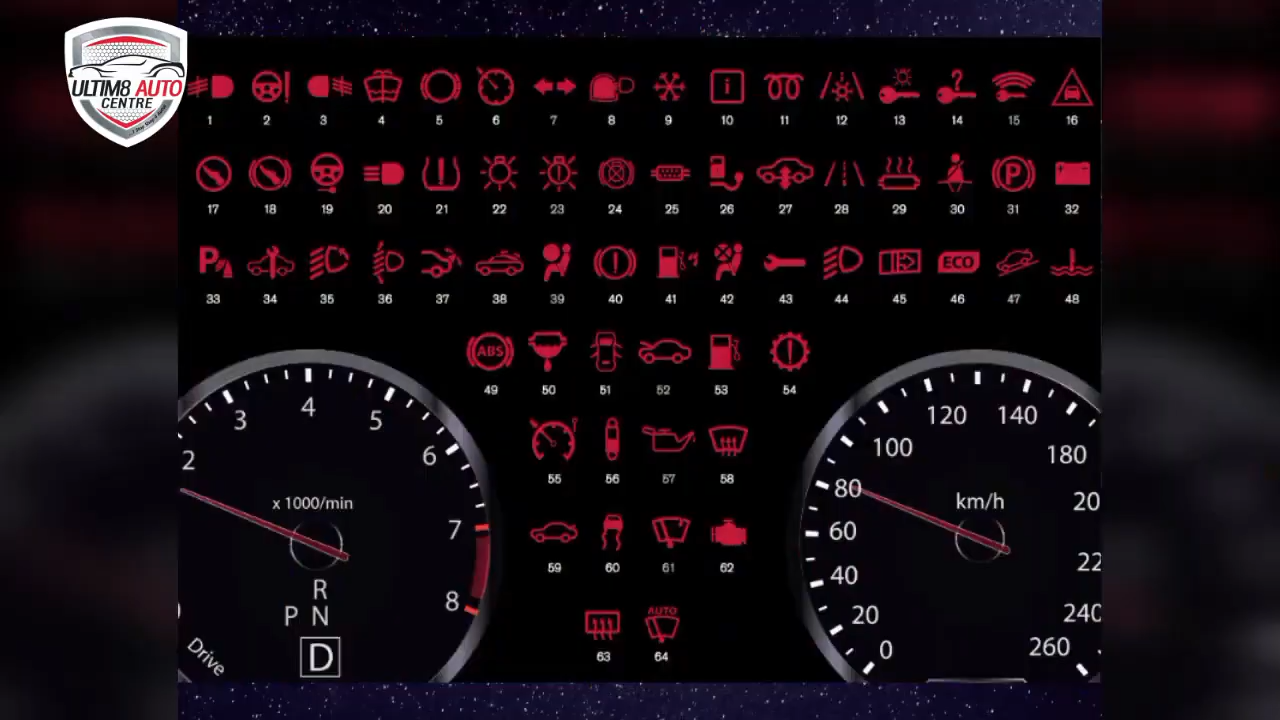 ULTIM8 AUTO
CENTRE
1 2 3 4 5 6 7 8 9 10 11 12 13 14 15 16
17 18 19 20 21 22 23 24 25 26 27 28 29 30 31 32
P
P
33 34 35 36 37 38 39 40 41 42 43 44 45 46 47 48
ECO
ABS
49 50 51 52 53 54
55 56 57 58
59 60 61 62
AUTO
63 64
2 3 4 5 6 7 8
x 1000/min
R
P N
D
Drive
0 20 40 60 80 100 120 140 180 20 22 240 260
km/h